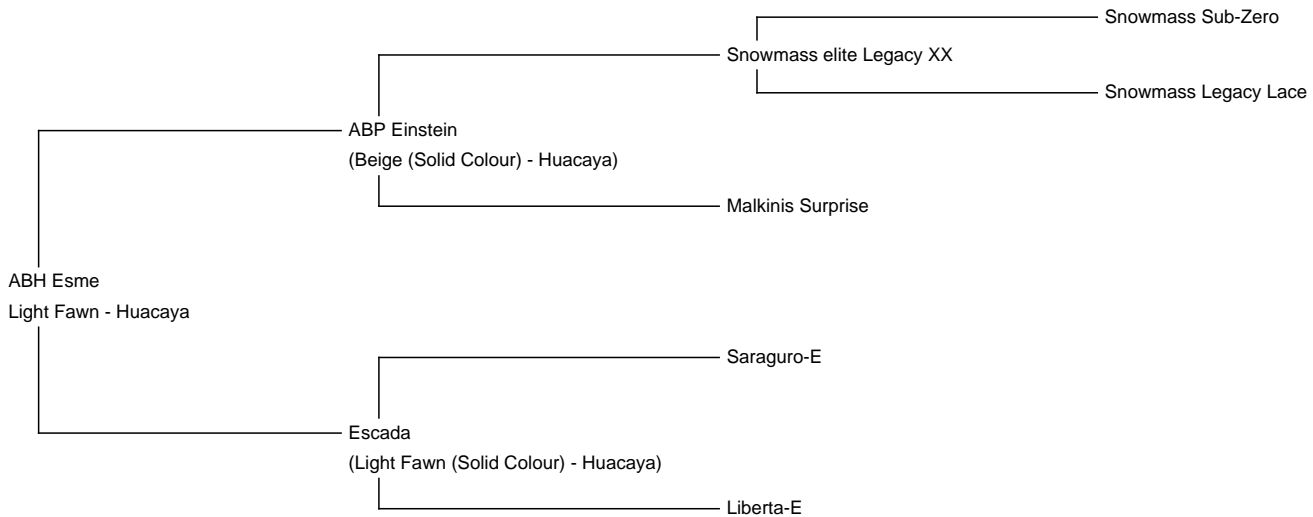 Snowmass Sub-Zero
Snowmass elite Legacy XX
Snowmass Legacy Lace
ABP Einstein
(Beige (Solid Colour) - Huacaya)
Malkinis Surprise
ABH Esme
Light Fawn - Huacaya
Saraguro-E
Escada
(Light Fawn (Solid Colour) - Huacaya)
Liberta-E